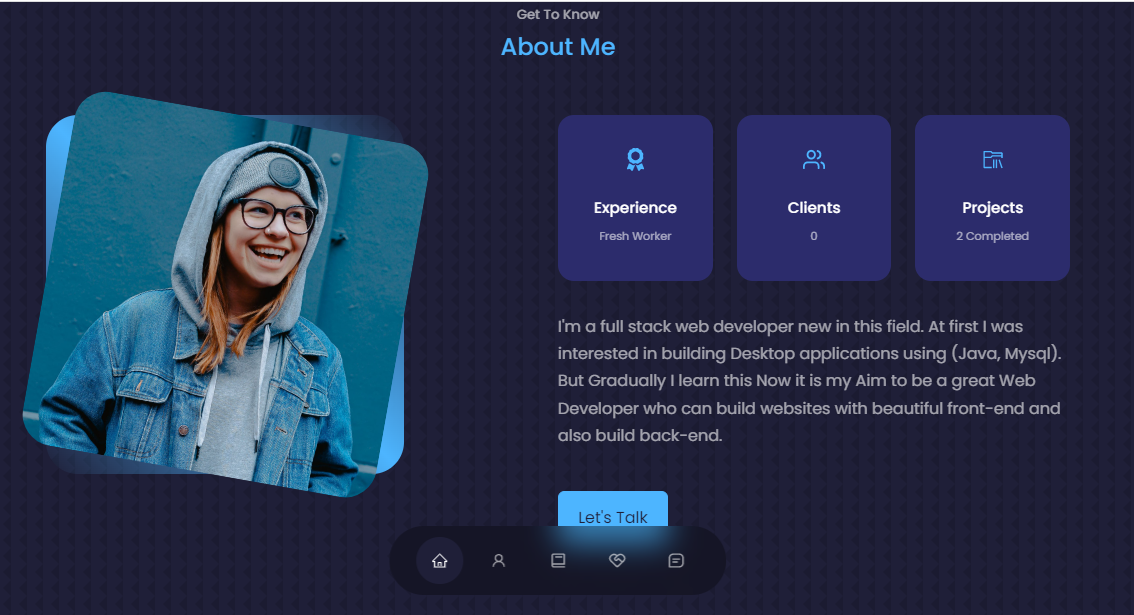 Get To Know
About Me
Experience
Fresh Worker
Clients
0
Projects
2 Completed
I'm a full stack web developer new in this field. At first I was
interested in building Desktop applications using (Java, Mysql).
But Gradually I learn this Now it is my Aim to be a great Web
Developer who can build websites with beautiful front-end and
also build back-end.
Let's Talk